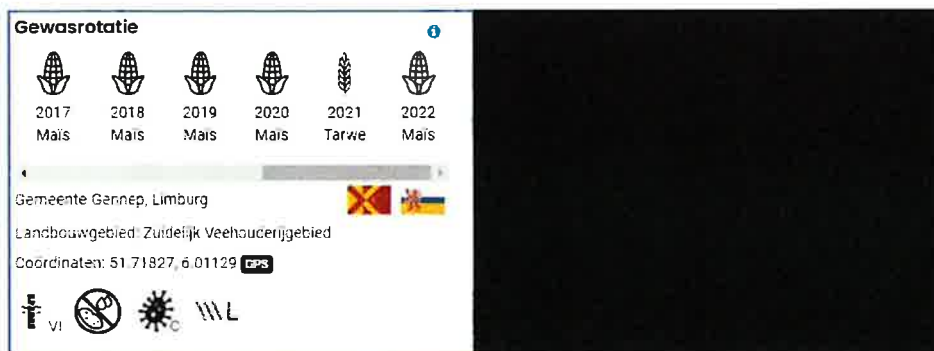 Gewasrotatie
2017 2018 2019 2020 2021 2022
Maïs Maïs Maïs Maïs Tarwe Maïs
Gemeente Gennep, Limburg
Landbouwgebied: Zuidelijk Veehouderijgebied
Coördinaten: 51.71827, 6.01129 GPS
VI C L